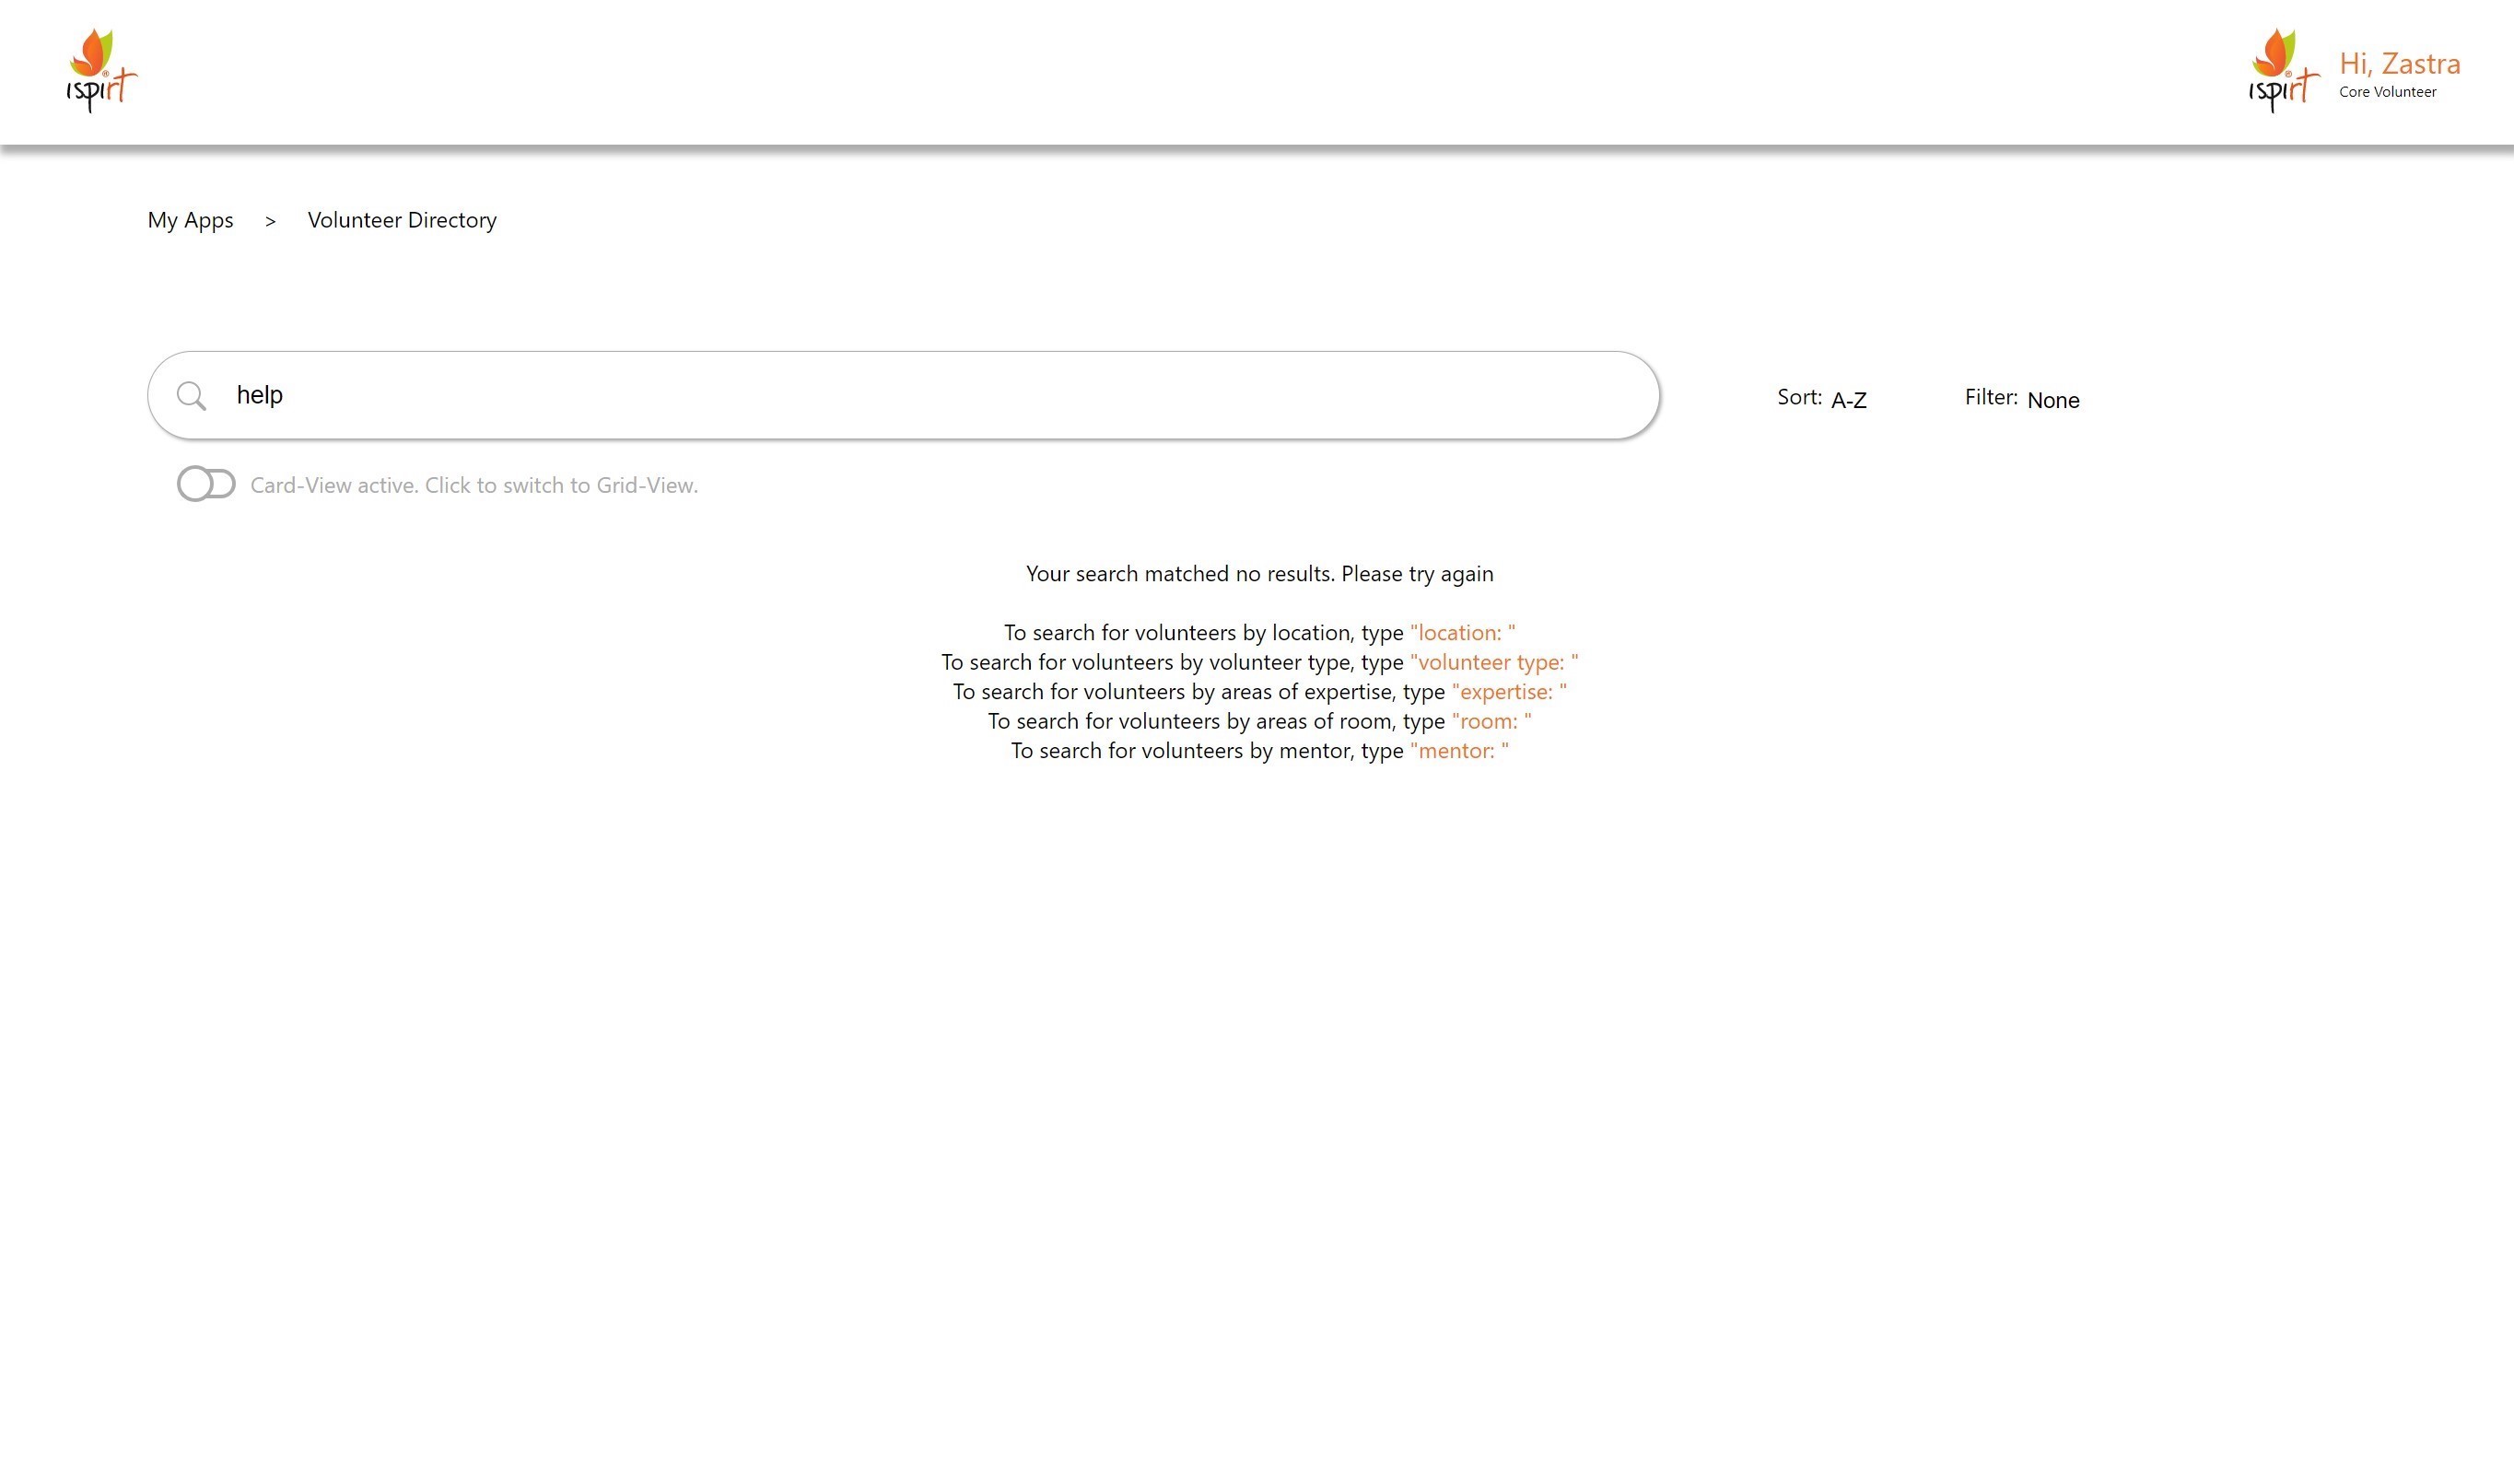 ispirt®
ispirt®
Hi, Zastra
Core Volunteer
My Apps > Volunteer Directory
help
Sort: A-Z
Filter: None
Card-View active. Click to switch to Grid-View.
Your search matched no results. Please try again
To search for volunteers by location, type "location: "
To search for volunteers by volunteer type, type "volunteer type: "
To search for volunteers by areas of expertise, type "expertise: "
To search for volunteers by areas of room, type "room: "
To search for volunteers by mentor, type "mentor: "